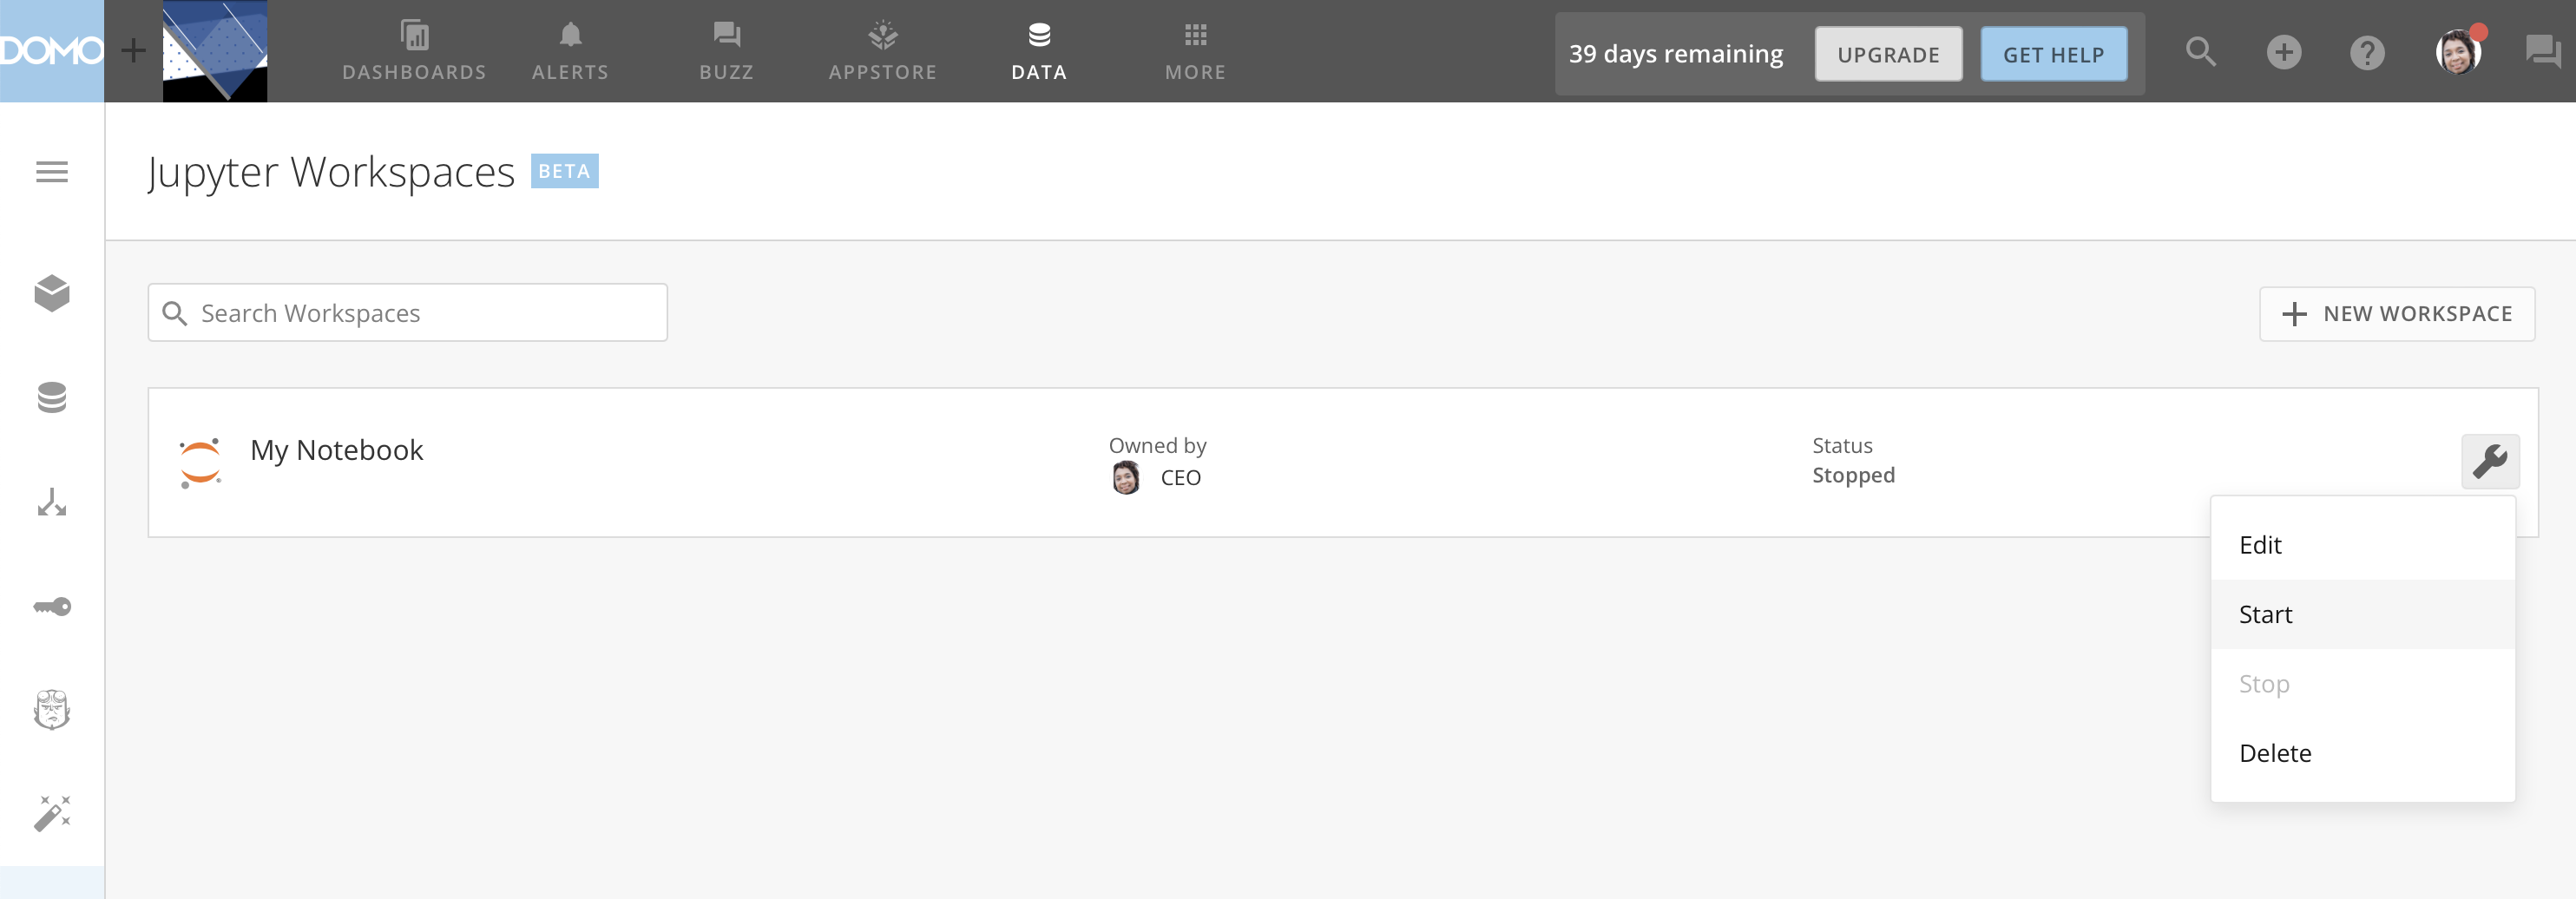 DOMO
DASHBOARDS
ALERTS
BUZZ
APPSTORE
DATA
MORE
39 days remaining
UPGRADE
GET HELP
Jupyter Workspaces BETA
Search Workspaces
NEW WORKSPACE
My Notebook
Owned by
CEO
Status
Stopped
Edit
Start
Stop
Delete